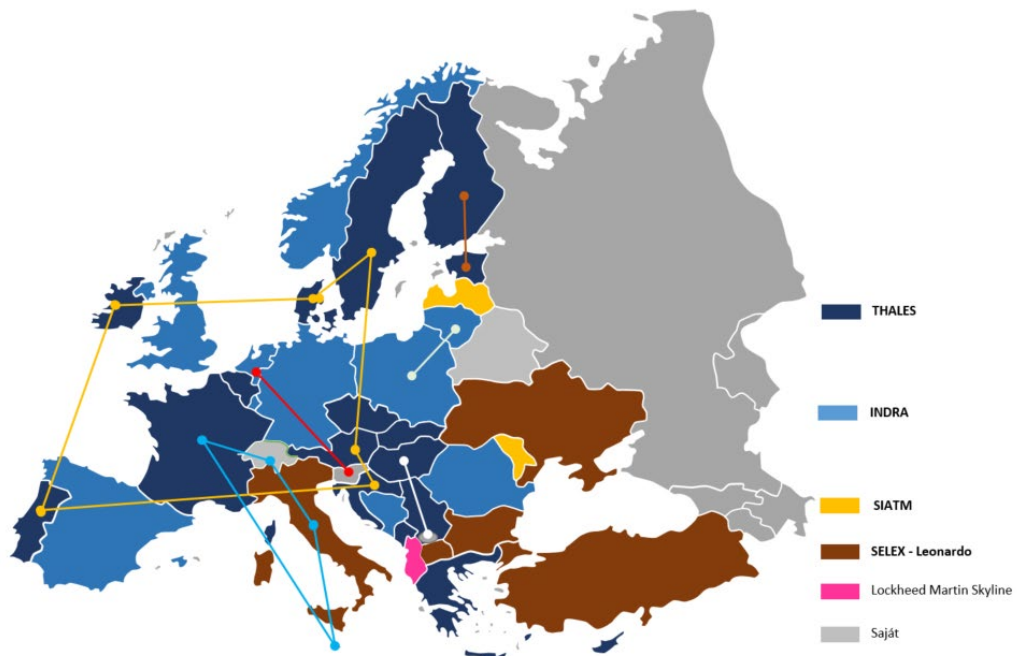 THALES
INDRA
SIATM
SELEX - Leonardo
Lockheed Martin Skyline
Saját